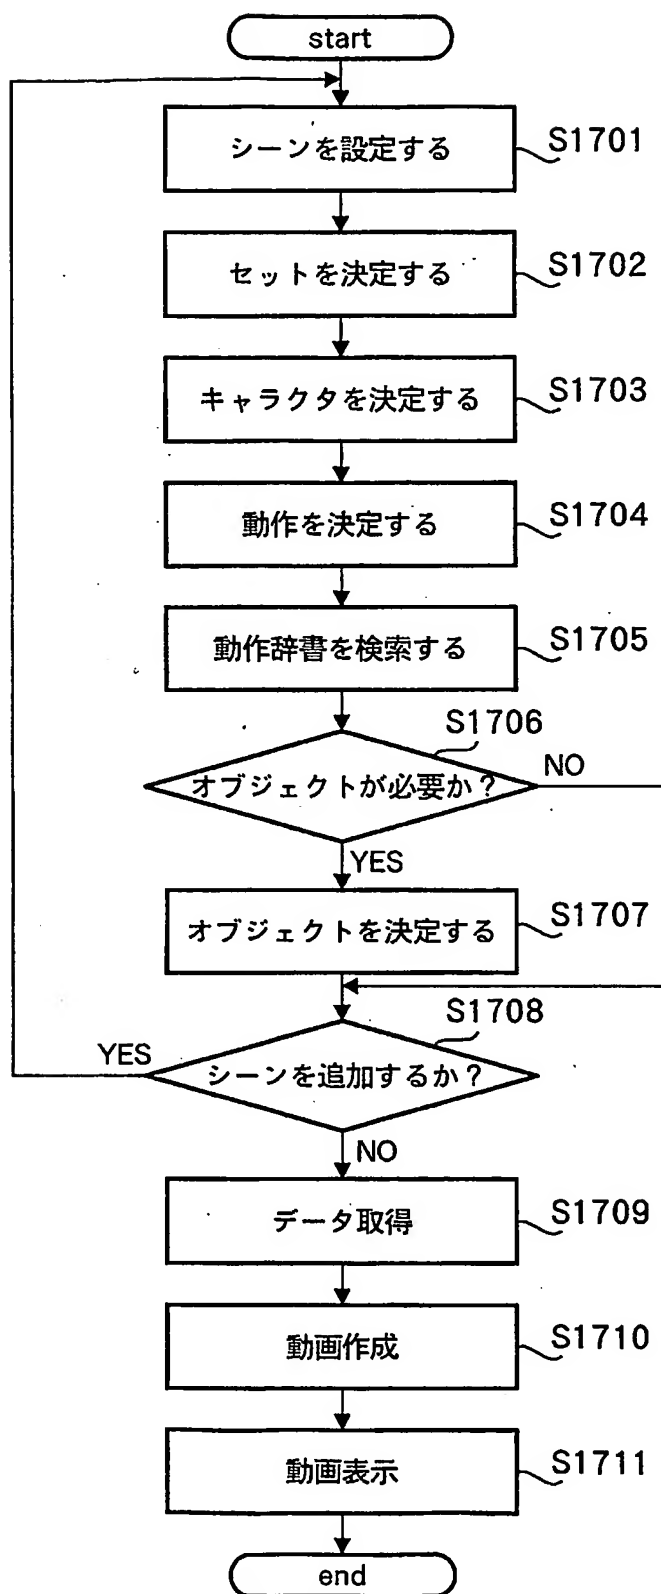 start
シーンを設定する
S1701
セットを決定する
S1702
キャラクタを決定する
S1703
動作を決定する
S1704
動作辞書を検索する
S1705
S1706
オブジェクトが必要か？
NO
YES
オブジェクトを決定する
S1707
S1708
YES
シーンを追加するか？
NO
データ取得
S1709
動画作成
S1710
動画表示
S1711
end